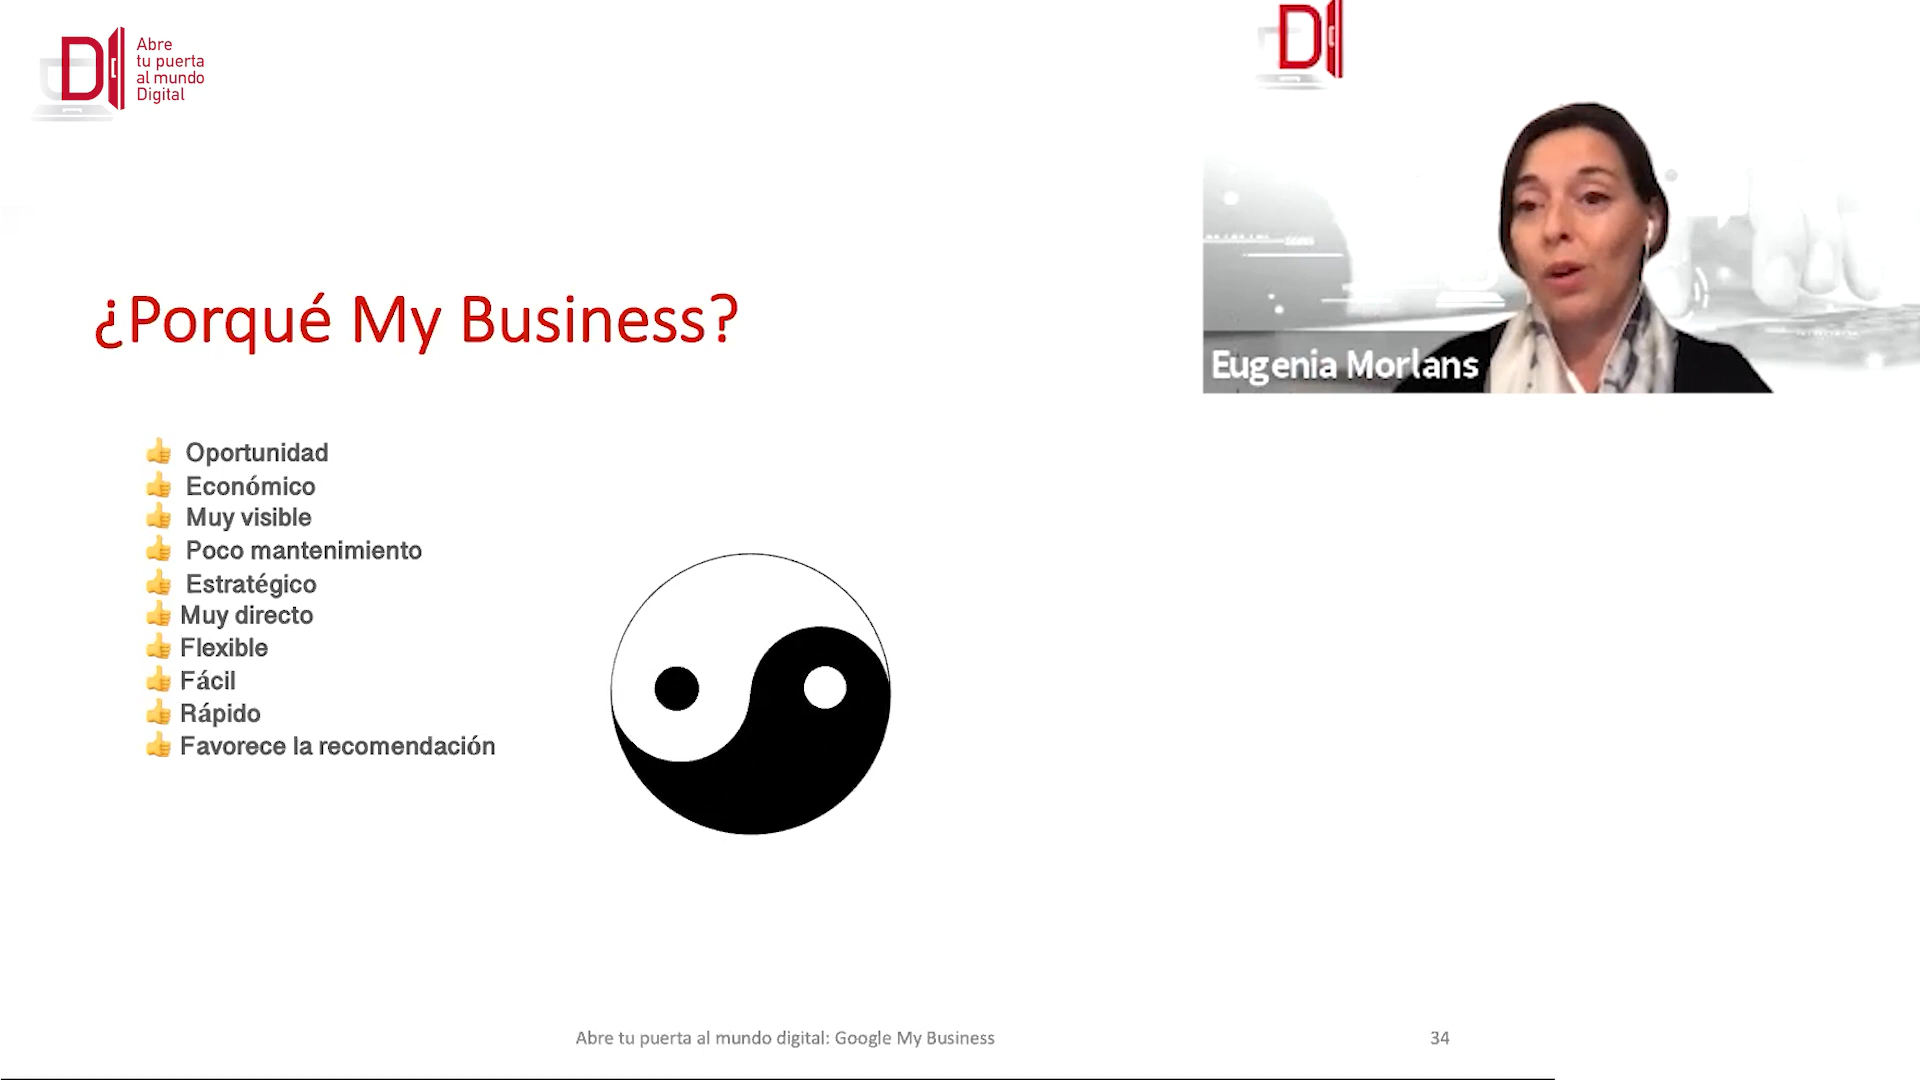 Abre
tu puerta
al mundo
Digital
¿Porqué My Business?
Eugenia Morlans
👍 Oportunidad
👍 Económico
👍 Muy visible
👍 Poco mantenimiento
👍 Estratégico
👍 Muy directo
👍 Flexible
👍 Fácil
👍 Rápido
👍 Favorece la recomendación
Abre tu puerta al mundo digital: Google My Business
34